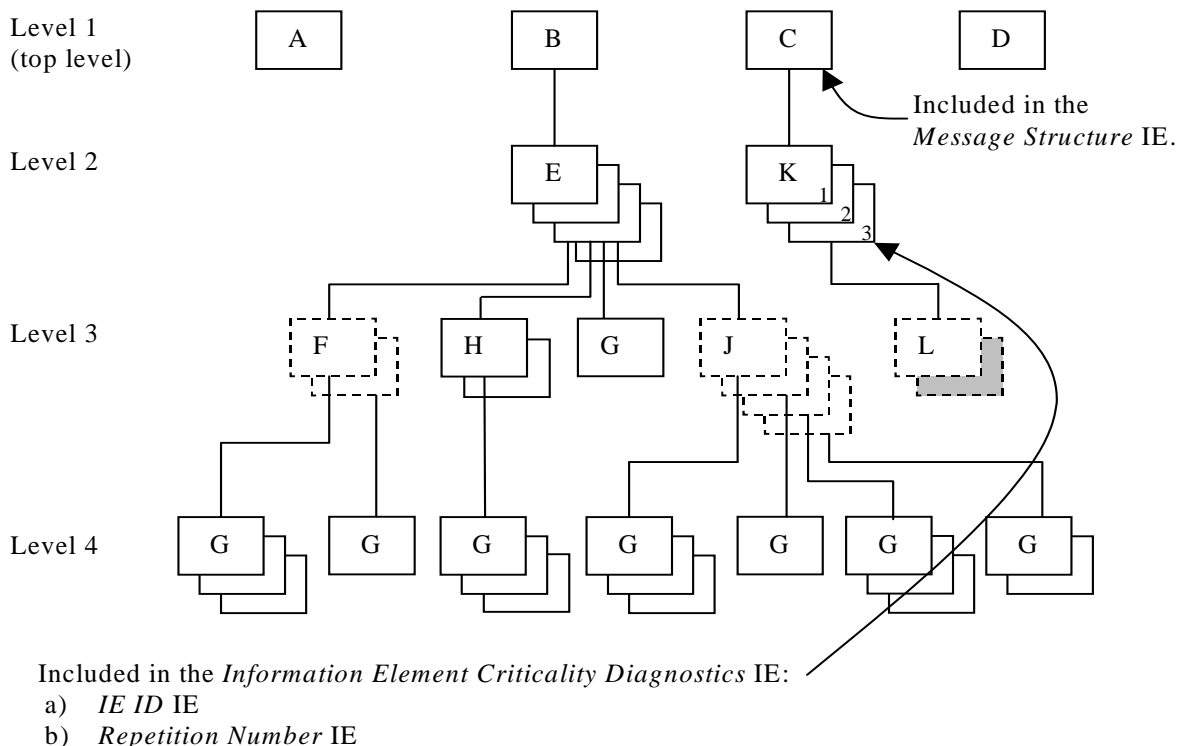 Level 1
(top level)
A B C D
Included in the
Message Structure IE.
Level 2
E K
1
2
3
Level 3
F H G J L
Level 4
G G G G G G G
Included in the Information Element Criticality Diagnostics IE:
a) IE ID IE
b) Repetition Number IE